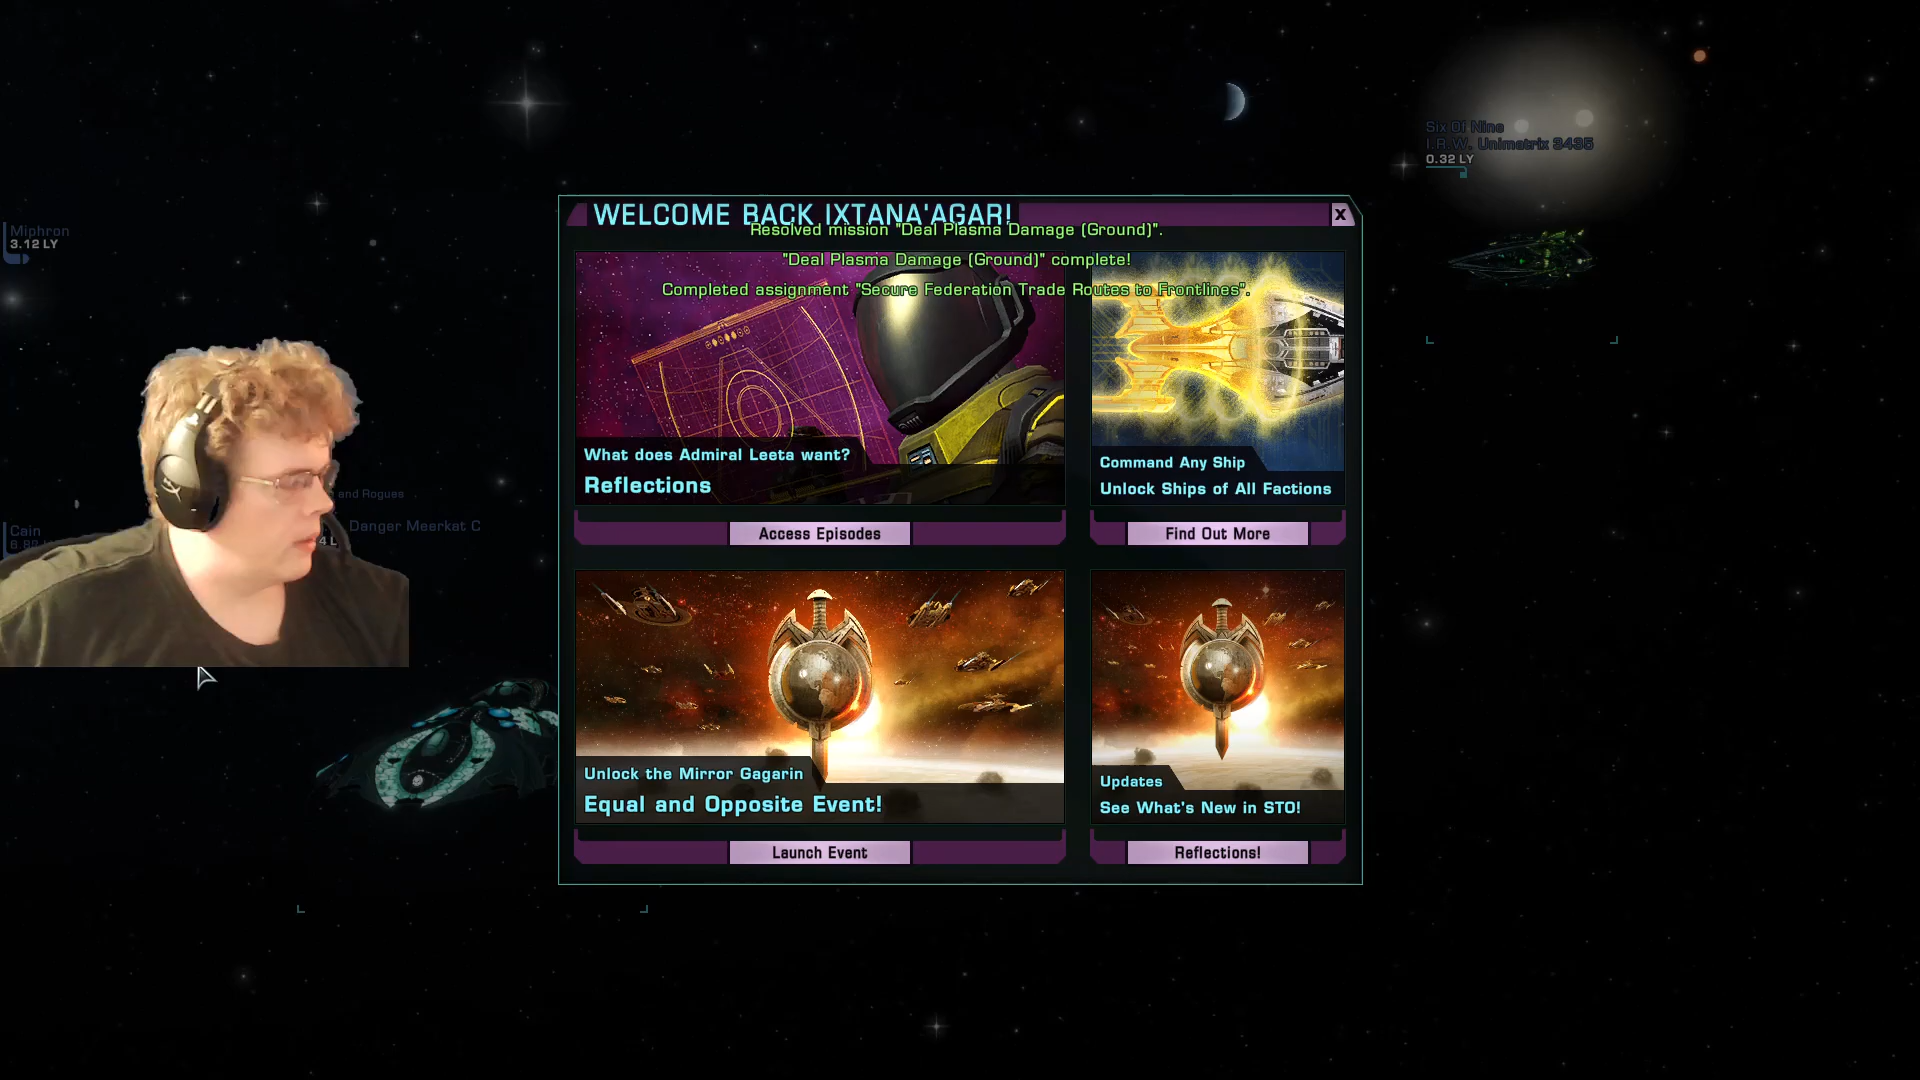 WELCOME BACK IXTANA'AGAR!
X
Resolved mission "Deal Plasma Damage (Ground)".
"Deal Plasma Damage (Ground)" complete!
Completed assignment "Secure Federation Trade Routes to Frontlines".
Six Of Nine
I.R.W. Unimatrix 3435
0.32 LY
Miphron
3.12 LY
What does Admiral Leeta want?
Reflections
Access Episodes
Command Any Ship
Unlock Ships of All Factions
Find Out More
and Rogues
Danger Meerkat C
Cain
Unlock the Mirror Gagarin
Equal and Opposite Event!
Launch Event
Updates
See What's New in STO!
Reflections!